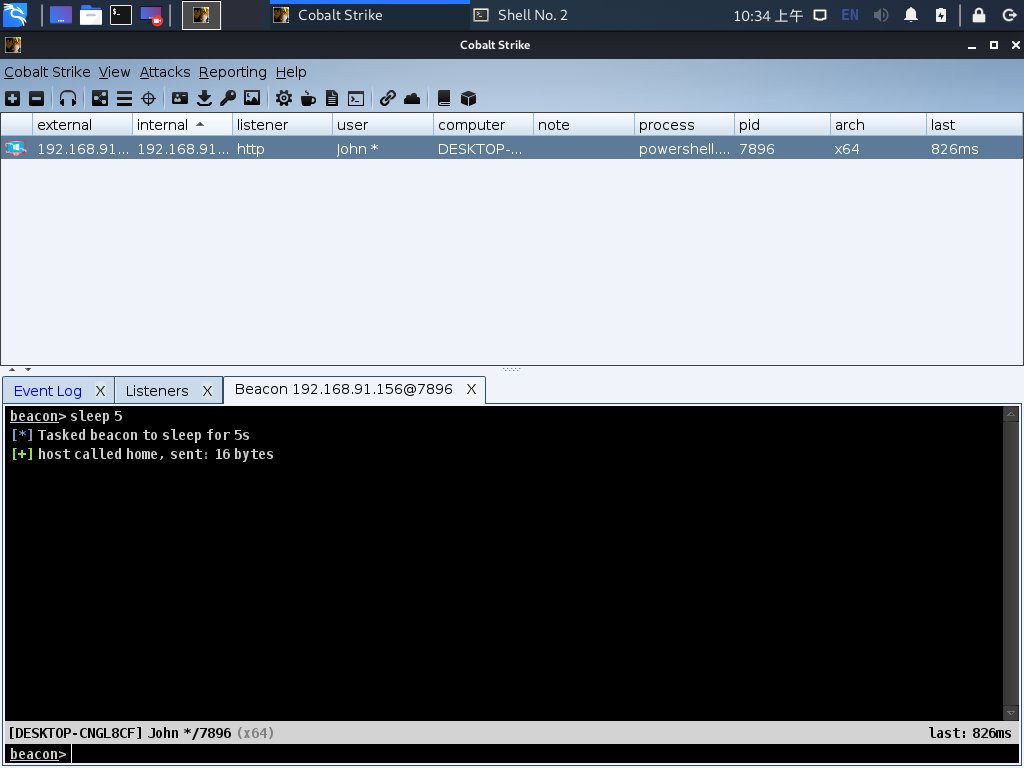 Cobalt Strike
Shell No. 2
10:34 上午
EN
Cobalt Strike
Cobalt Strike View Attacks Reporting Help
external internal listener user computer note process pid arch last
192.168.91... 192.168.91... http John * DESKTOP-... powershell.... 7896 x64 826ms
Event Log X Listeners X Beacon 192.168.91.156@7896 X
beacon> sleep 5
[*] Tasked beacon to sleep for 5s
[+] host called home, sent: 16 bytes
[DESKTOP-CNGL8CF] John */7896 (x64) last: 826ms
beacon>